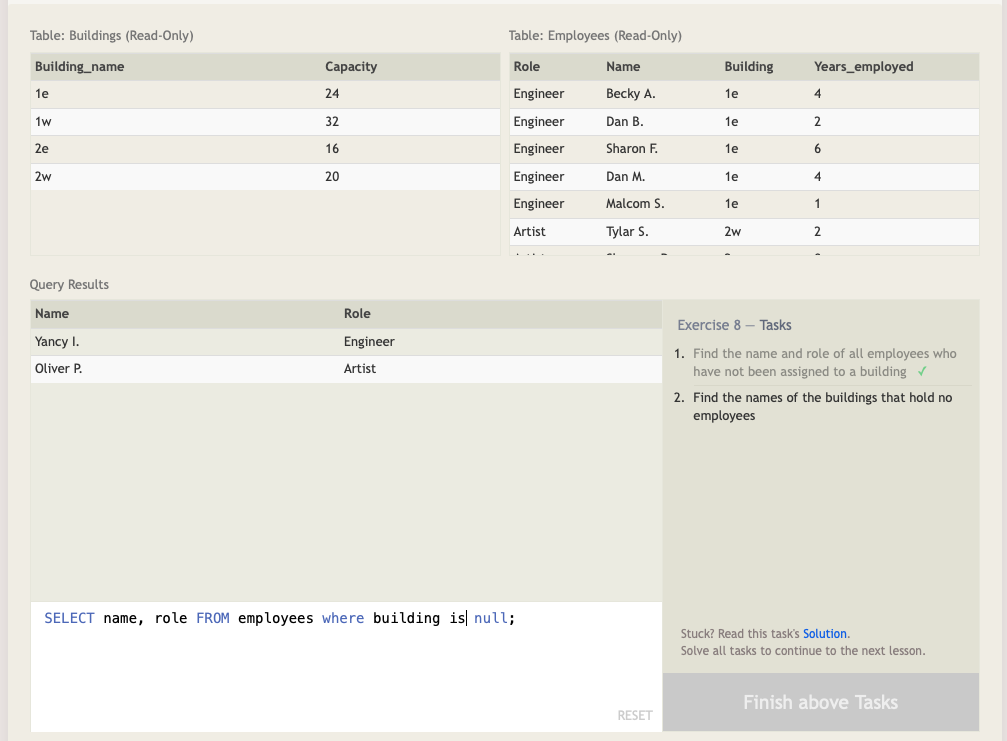 Table: Buildings (Read-Only)
Building_name Capacity
1e 24
1w 32
2e 16
2w 20
Table: Employees (Read-Only)
Role Name Building Years_employed
Engineer Becky A. 1e 4
Engineer Dan B. 1e 2
Engineer Sharon F. 1e 6
Engineer Dan M. 1e 4
Engineer Malcom S. 1e 1
Artist Tylar S. 2w 2
Query Results
Name Role
Yancy I. Engineer
Oliver P. Artist
SELECT name, role FROM employees where building is null;
RESET
Exercise 8 — Tasks
1. Find the name and role of all employees who
have not been assigned to a building ✓
2. Find the names of the buildings that hold no
employees
Stuck? Read this task's Solution.
Solve all tasks to continue to the next lesson.
Finish above Tasks